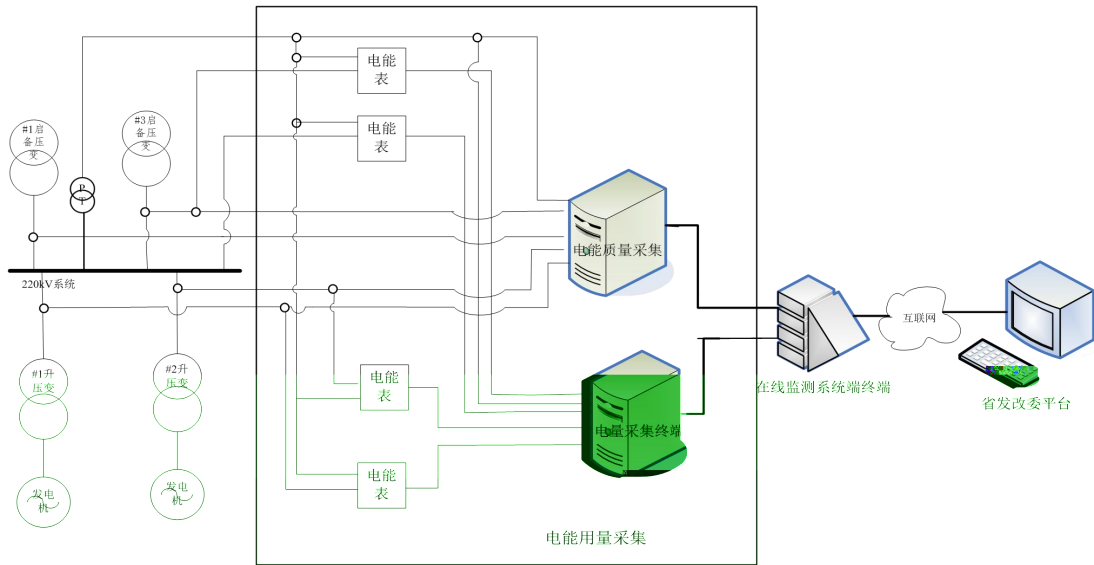 电能
表
电能
表
#1启
备压
变
#3启
备压
变
P
T
电能质量采集
220kV系统
互联网
#1升
压变
#2升
压变
电能
表
在线监测系统端终端
省发改委平台
电量采集终端
电能
表
发电
机
发电
机
电能用量采集